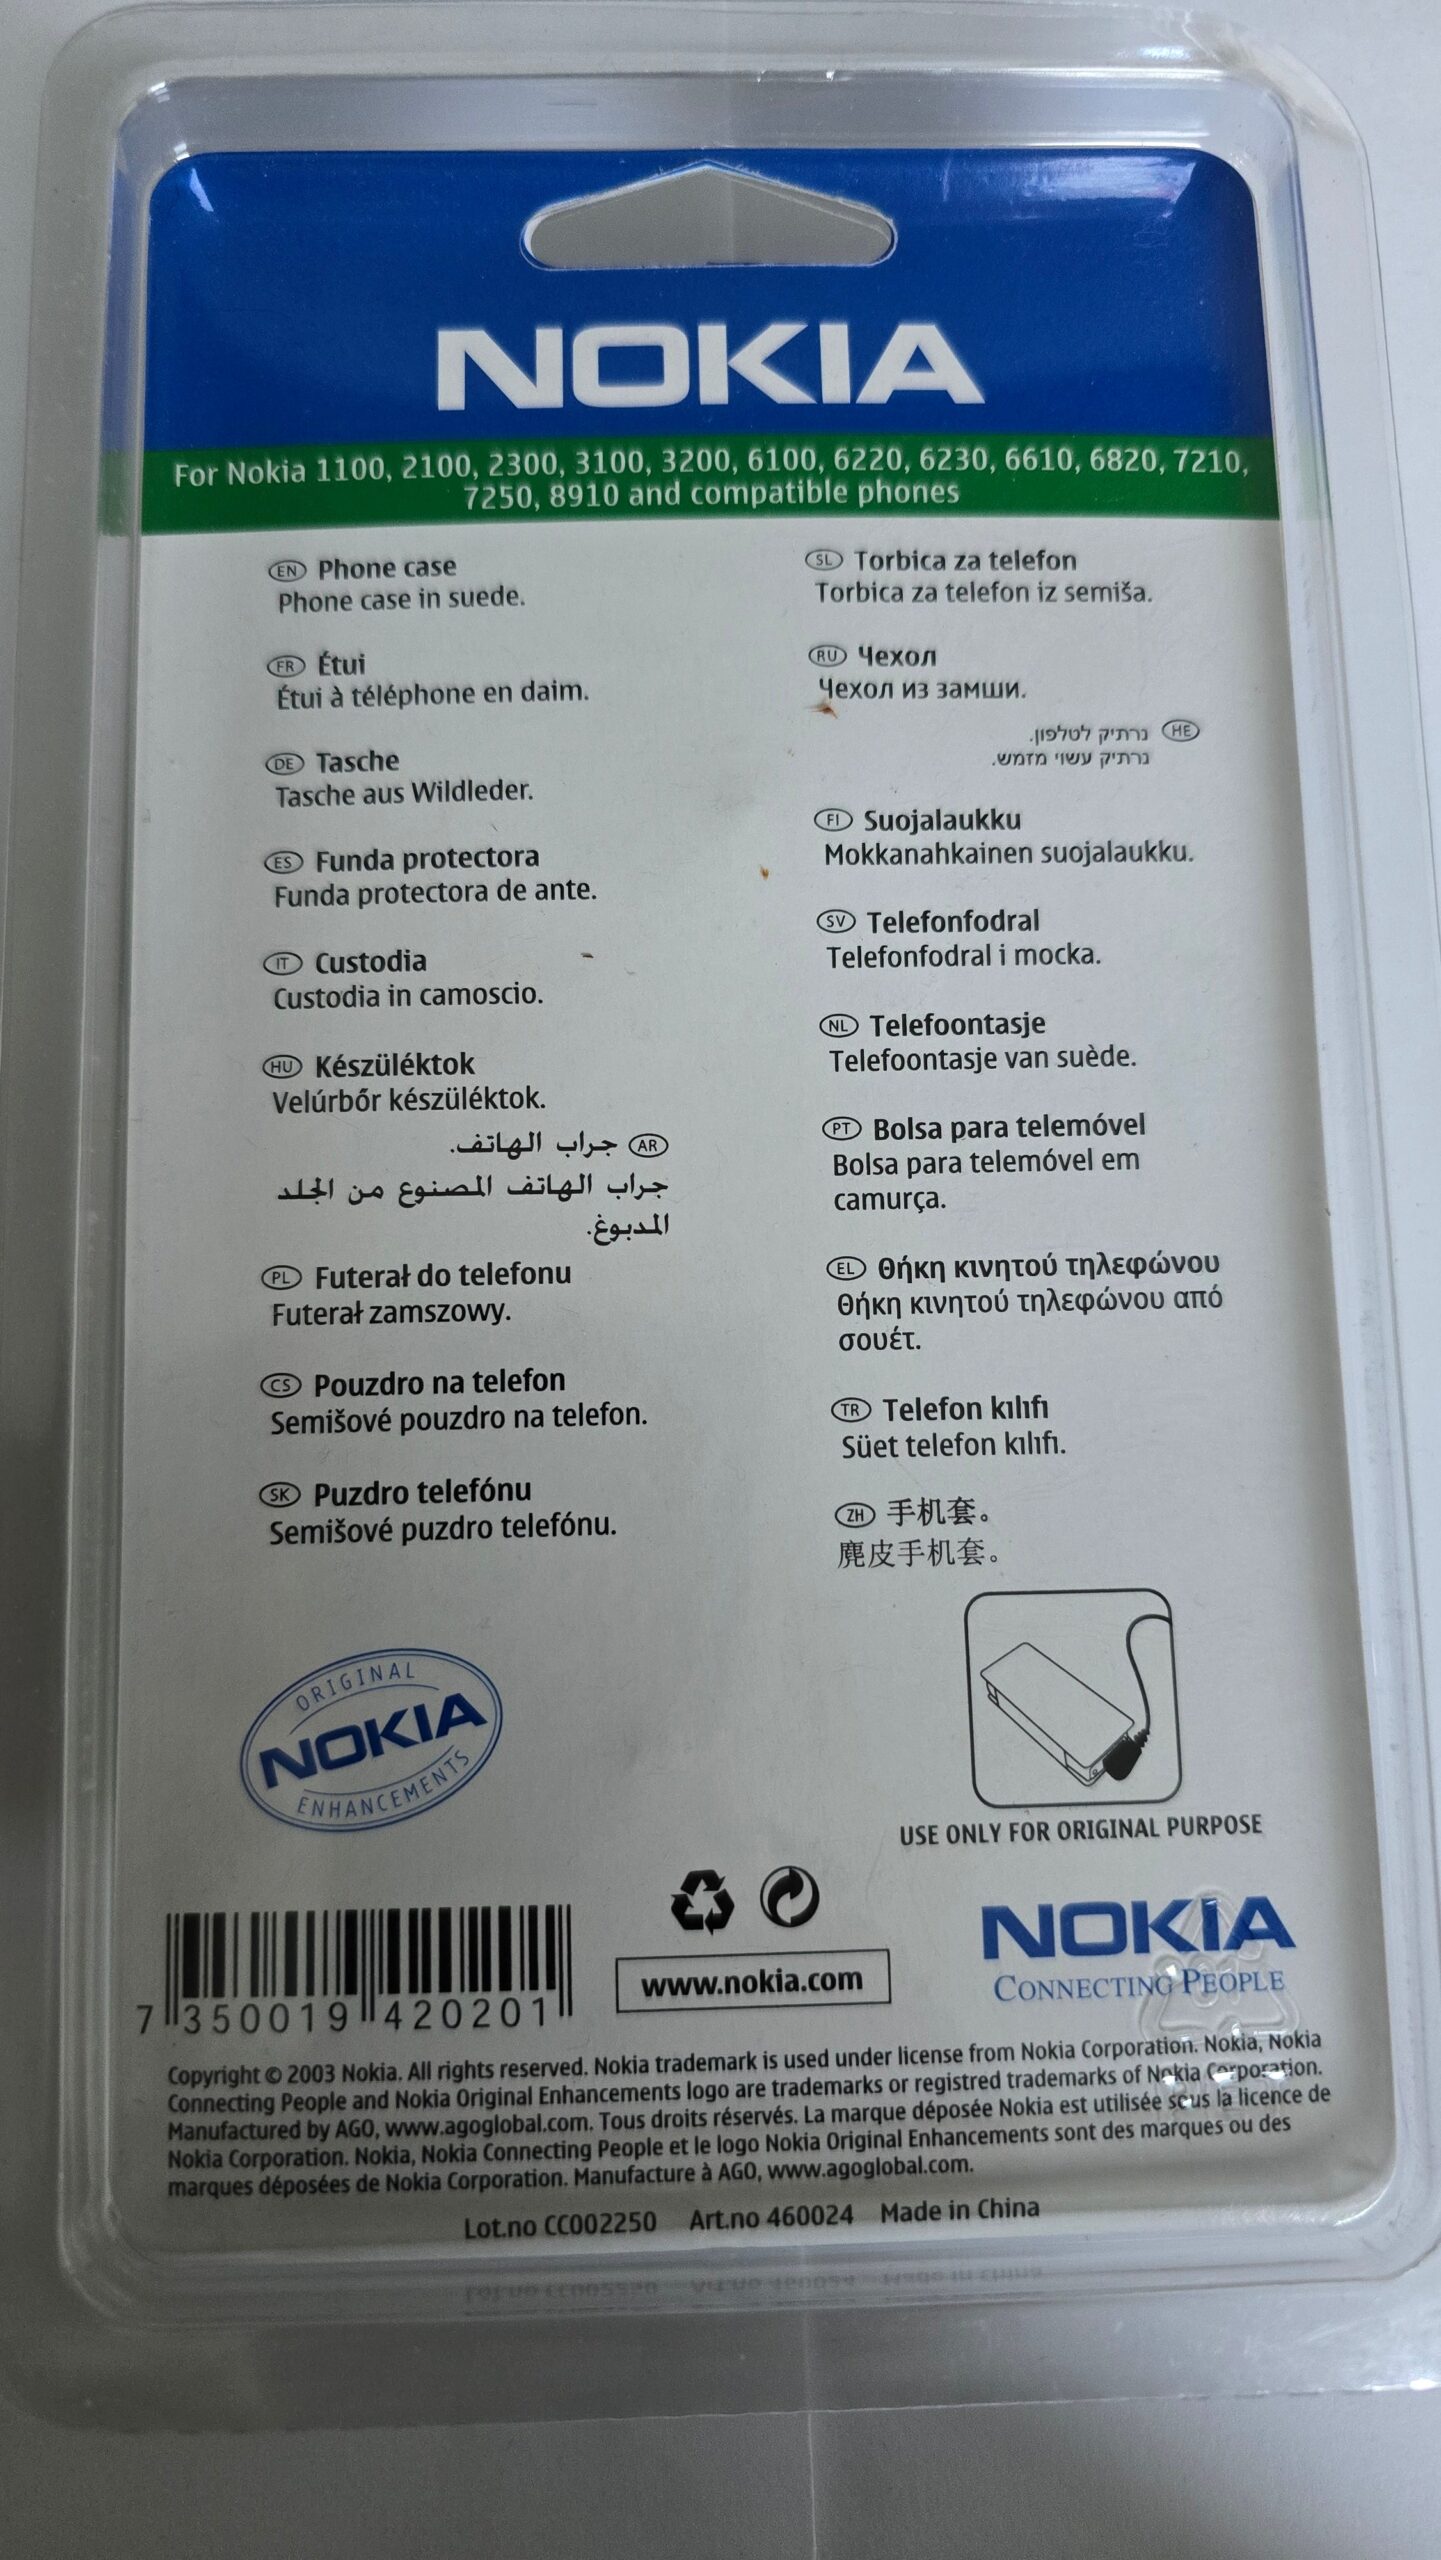 NOKIA
For Nokia 1100, 2100, 2300, 3100, 3200, 6100, 6220, 6230, 6610, 6820, 7210,
7250, 8910 and compatible phones
EN Phone case
Phone case in suede.
FR Étui
Étui à téléphone en daim.
DE Tasche
Tasche aus Wildleder.
ES Funda protectora
Funda protectora de ante.
IT Custodia
Custodia in camoscio.
HU Készüléktok
Velúrbőr készüléktok.
AR جراب الهاتف.
جراب الهاتف المصنوع من الجلد
المدبوغ.
PL Futerał do telefonu
Futerał zamszowy.
CS Pouzdro na telefon
Semišové pouzdro na telefon.
SK Puzdro telefónu
Semišové puzdro telefónu.
SL Torbica za telefon
Torbica za telefon iz semiša.
RU Чехол
Чехол из замши.
HE נרתיק לטלפון.
נרתיק עשוי מזמש.
FI Suojalaukku
Mokkanahkainen suojalaukku.
SV Telefonfodral
Telefonfodral i mocka.
NL Telefoontasje
Telefoontasje van suède.
PT Bolsa para telemóvel
Bolsa para telemóvel em
camurça.
EL Θήκη κινητού τηλεφώνου
Θήκη κινητού τηλεφώνου από
σουέτ.
TR Telefon kılıfı
Süet telefon kılıfı.
ZH 手机套。
麂皮手机套。
ORIGINAL
NOKIA
ENHANCEMENTS
USE ONLY FOR ORIGINAL PURPOSE
7 350019 420201
www.nokia.com
NOKIA
CONNECTING PEOPLE
Copyright © 2003 Nokia. All rights reserved. Nokia trademark is used under license from Nokia Corporation. Nokia, Nokia
Connecting People and Nokia Original Enhancements logo are trademarks or registred trademarks of Nokia Corporation.
Manufactured by AGO, www.agoglobal.com. Tous droits réservés. La marque déposée Nokia est utilisée sous la licence de
Nokia Corporation. Nokia, Nokia Connecting People et le logo Nokia Original Enhancements sont des marques ou des
marques déposées de Nokia Corporation. Manufacture à AGO, www.agoglobal.com.
Lot.no CC002250 Art.no 460024 Made in China